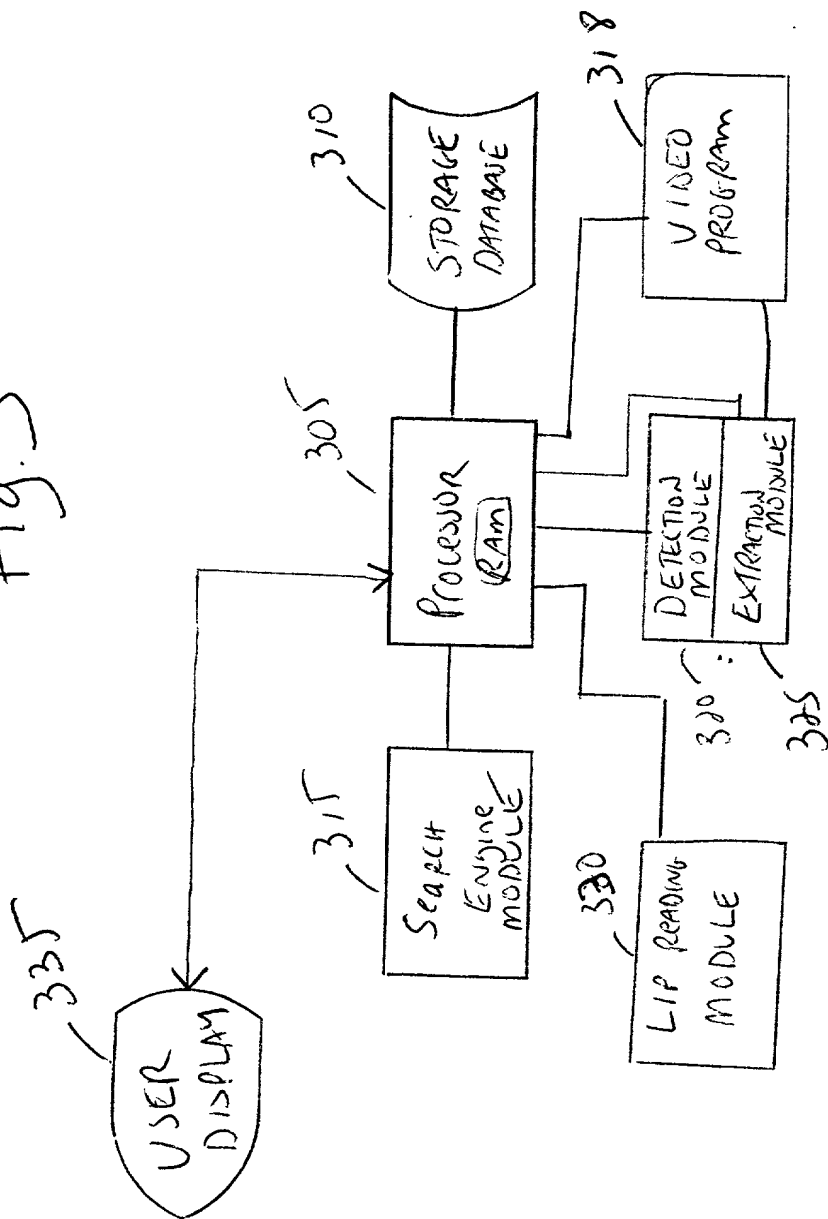 Fig. 3
335
USER
DISPLAY
315
SEARCH
Engine
MODULE
305
Processor
RAM
310
STORAGE
DATABASE
330
LIP READING
MODULE
320
DETECTION
MODULE
EXTRACTION
MODULE
325
318
VIDEO
PROGRAM